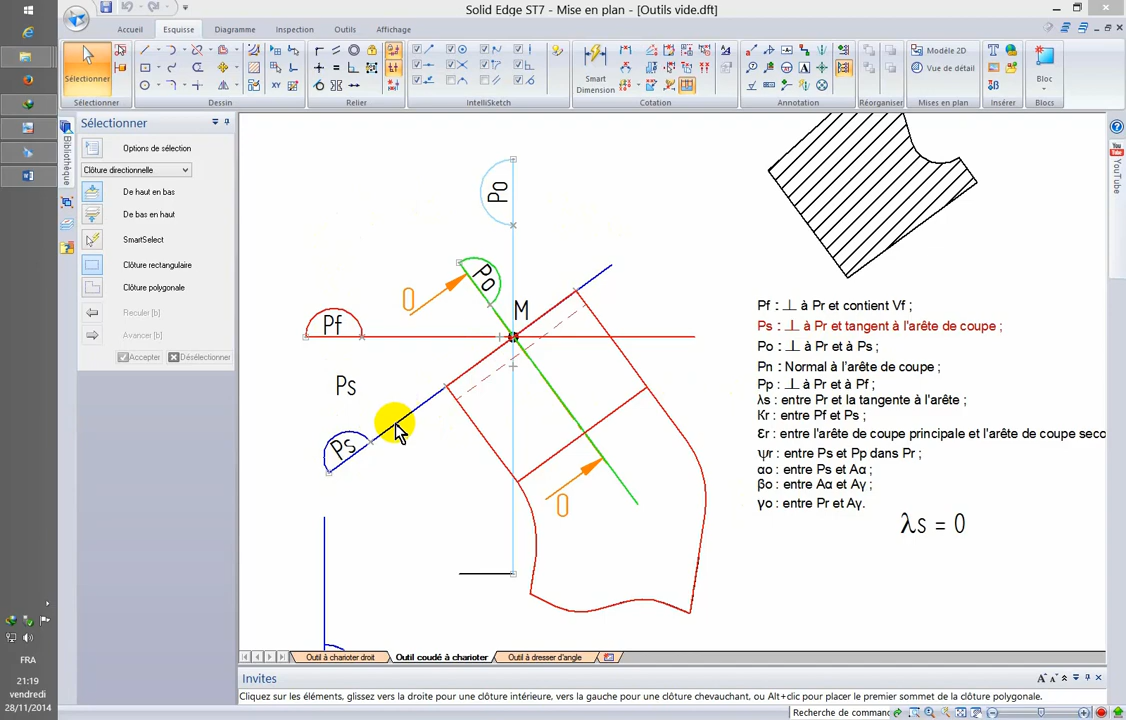 Solid Edge ST7 - Mise en plan - [Outils vide.dft]
Accueil Esquisse Diagramme Inspection Outils Affichage
Sélectionner
Smart Dimension
Modèle 2D
Vue de détail
Bloc
Sélectionner Dessin Relier IntelliSketch Cotation Annotation Réorganiser Mises en plan Insérer Blocs
Sélectionner
Options de sélection
Clôture directionnelle
De haut en bas
De bas en haut
SmartSelect
Clôture rectangulaire
Clôture polygonale
Reculer [b]
Avancer [b]
Accepter Désélectionner
Bibliothèque
YouTube
Po
Po
O
M
Pf
Ps
Ps
O
Pf : ⊥ à Pr et contient Vf ;
Ps : ⊥ à Pr et tangent à l'arête de coupe ;
Po : ⊥ à Pr et à Ps ;
Pn : Normal à l'arête de coupe ;
Pp : ⊥ à Pr et à Pf ;
λs : entre Pr et la tangente à l'arête ;
Κr : entre Pf et Ps ;
εr : entre l'arête de coupe principale et l'arête de coupe seco
ψr : entre Ps et Pp dans Pr ;
αo : entre Ps et Aα ;
βo : entre Aα et Aγ ;
γo : entre Pr et Aγ.
λs = 0
Outil à charioter droit Outil coudé à charioter Outil à dresser d'angle
Invites
Cliquez sur les éléments, glissez vers la droite pour une clôture intérieure, vers la gauche pour une clôture chevauchant, ou Alt+clic pour placer le premier sommet de la clôture polygonale.
Recherche de commanc
FRA
21:19
vendredi
28/11/2014